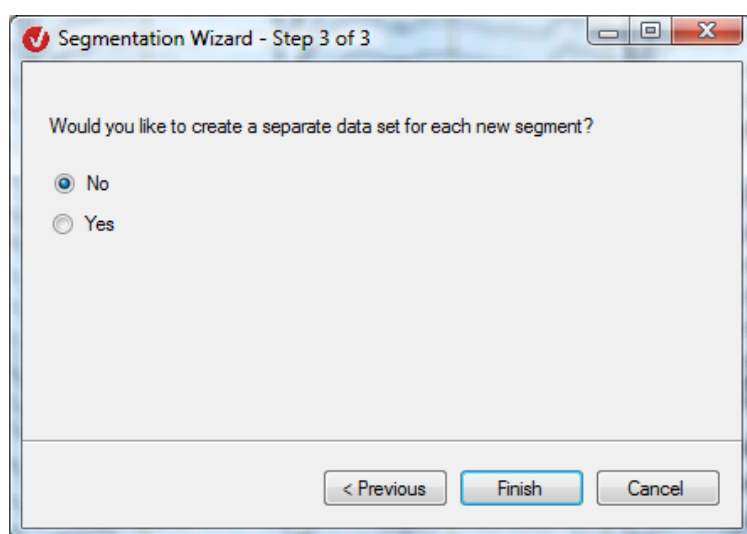 Segmentation Wizard - Step 3 of 3
Would you like to create a separate data set for each new segment?
No
Yes
< Previous Finish Cancel